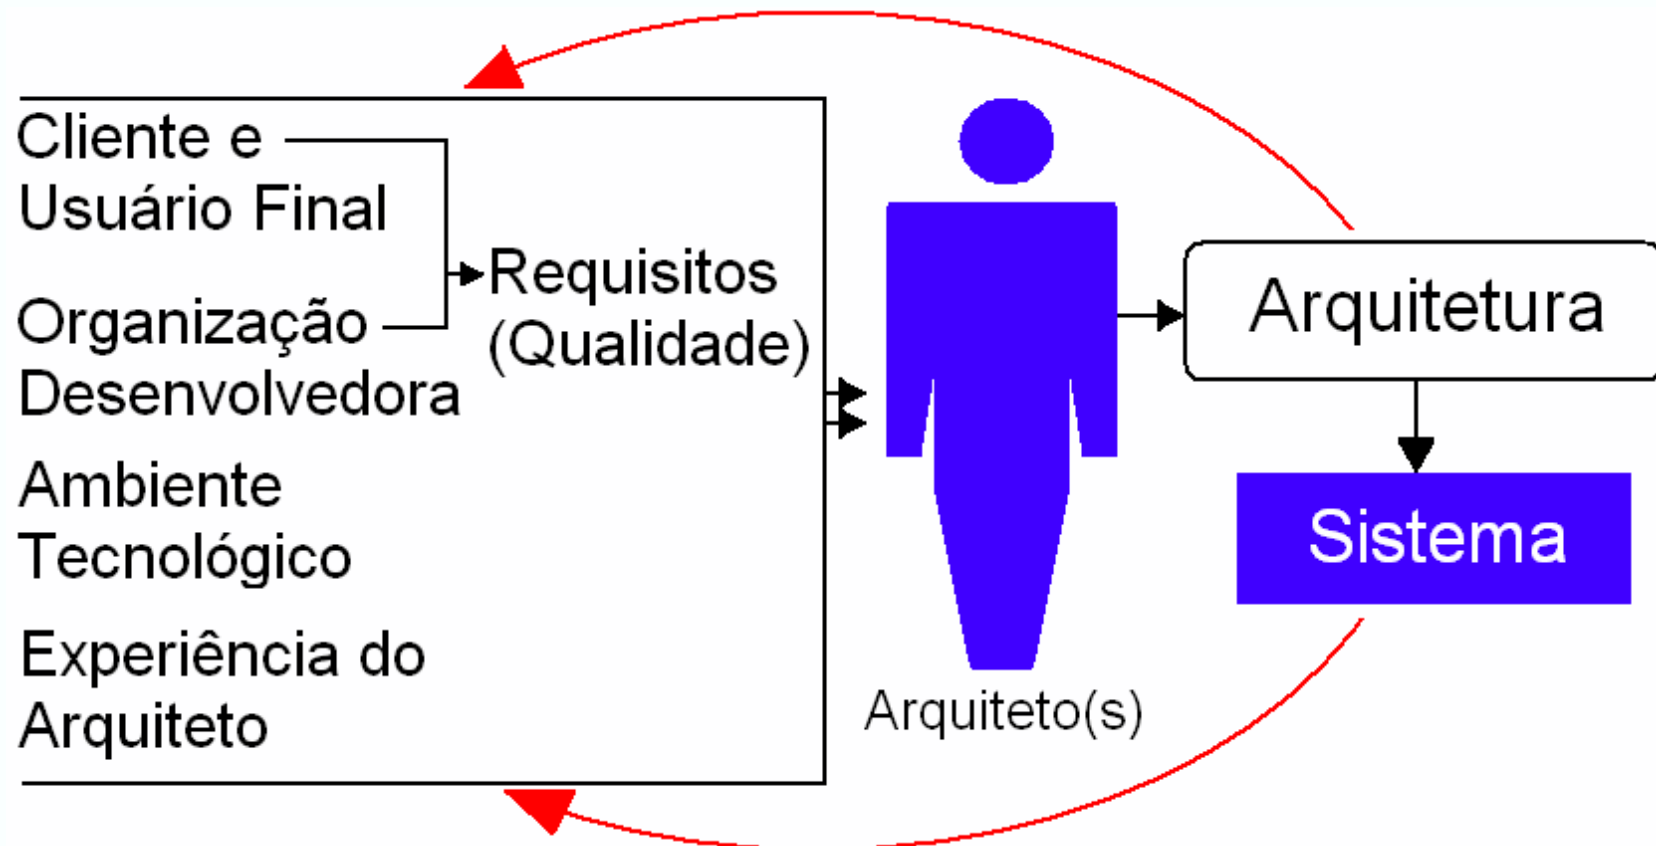 Cliente e
Usuário Final
Requisitos
(Qualidade)
Organização
Desenvolvedora
Ambiente
Tecnológico
Experiência do
Arquiteto
Arquiteto(s)
Arquitetura
Sistema